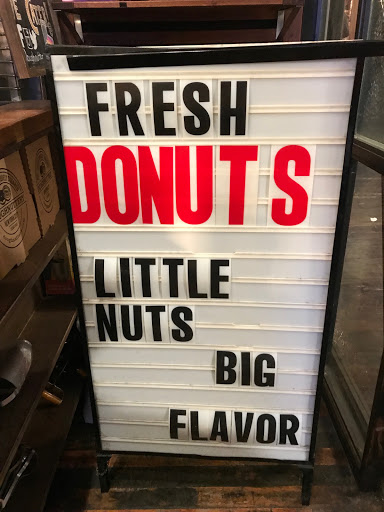 FRESH
DONUTS
LITTLE
NUTS
BIG
FLAVOR